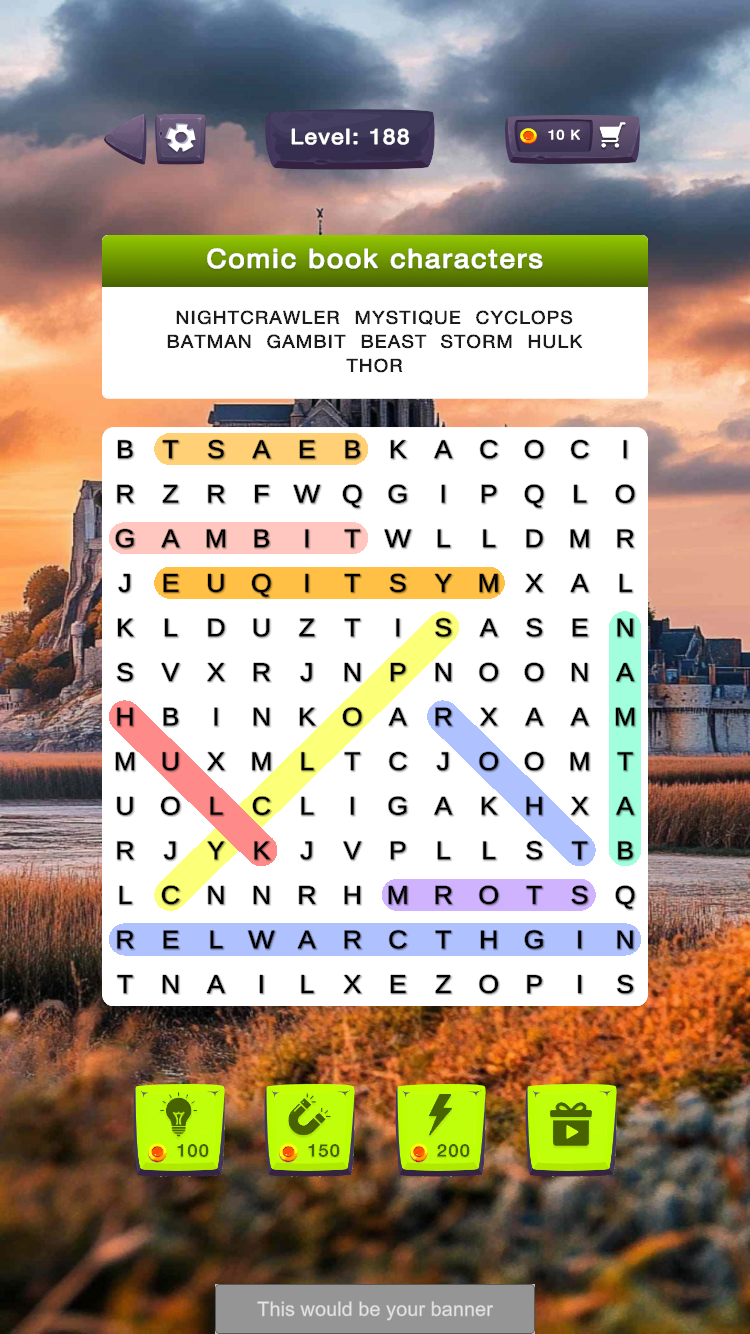 Level: 188
10 K
Comic book characters
NIGHTCRAWLER MYSTIQUE CYCLOPS
BATMAN GAMBIT BEAST STORM HULK
THOR
B T S A E B K A C O C I
R Z R F W Q G I P Q L O
G A M B I T W L L D M R
J E U Q I T S Y M X A L
K L D U Z T I S A S E N
S V X R J N P N O O N A
H B I N K O A R X A A M
M U X M L T C J O O M T
U O L C L I G A K H X A
R J Y K J V P L L S T B
L C N N R H M R O T S Q
R E L W A R C T H G I N
T N A I L X E Z O P I S
100 150 200
This would be your banner